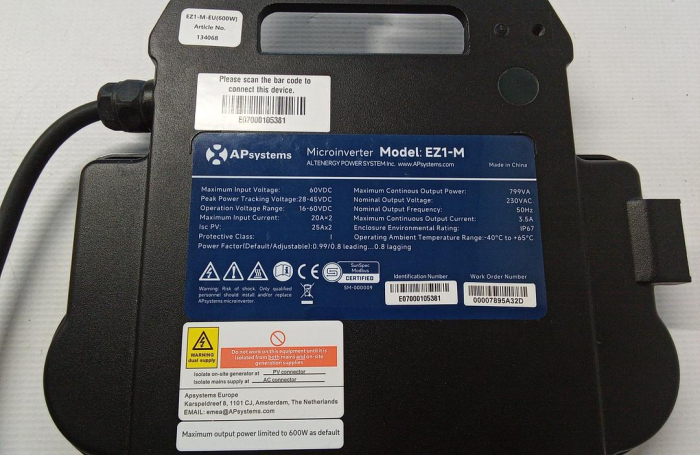 EZ1-M-EU(600W)
Article No.
134068
Please scan the bar code to
connect this device.
E07000105381
APsystems
Microinverter Model: EZ1-M
ALTENERGY POWER SYSTEM Inc. www.APsystems.com
Made in China
Maximum Input Voltage: 60VDC
Peak Power Tracking Voltage: 28-45VDC
Operation Voltage Range: 16-60VDC
Maximum Input Current: 20A×2
Isc PV: 25Ax2
Protective Class: I
Power Factor(Default/Adjustable): 0.99/0.8 leading...0.8 lagging
Maximum Continous Output Power: 799VA
Nominal Output Voltage: 230VAC
Nominal Output Frequency: 50Hz
Maximum Continuous Output Current: 3.5A
Enclosure Environmental Rating: IP67
Operating Ambient Temperature Range: -40°C to +65°C
CE
SunSpec
Modbus
CERTIFIED
SM-000009
Warning: Risk of shock. Only qualified
personnel should install and/or replace
APsystems microinverter.
Identification Number
E07000105381
Work Order Number
00007895A32D
WARNING
dual supply
Do not work on this equipment until it is
isolated from both mains and on-site
generation supplies
Isolate on-site generator at PV connector
Isolate mains supply at AC connector
Apsystems Europe
Karspeldreef 8, 1101 CJ, Amsterdam, The Netherlands
EMAIL: emea@APsystems.com
Maximum output power limited to 600W as default